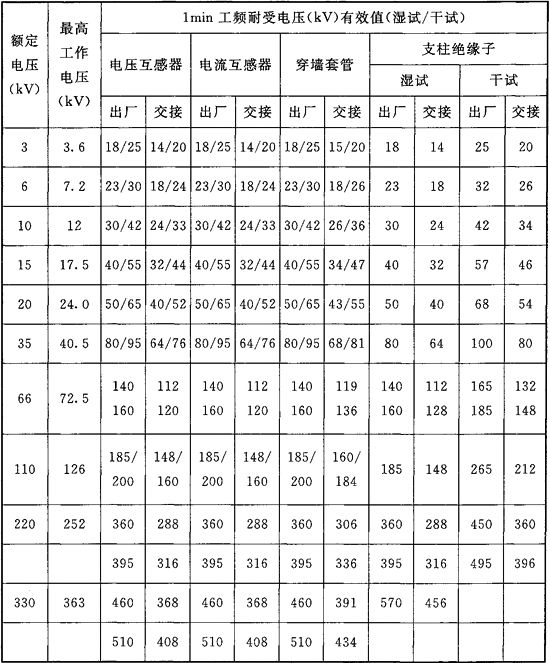 额定电压(kV) 最高工作电压(kV) 1min 工频耐受电压(kV)有效值(湿试/干试)
电压互感器 电流互感器 穿墙套管 支柱绝缘子
湿试 干试
出厂 交接 出厂 交接 出厂 交接 出厂 交接 出厂 交接
3 3.6 18/25 14/20 18/25 14/20 18/25 15/20 18 14 25 20
6 7.2 23/30 18/24 23/30 18/24 23/30 18/26 23 18 32 26
10 12 30/42 24/33 30/42 24/33 30/42 26/36 30 24 42 34
15 17.5 40/55 32/44 40/55 32/44 40/55 34/47 40 32 57 46
20 24.0 50/65 40/52 50/65 40/52 50/65 43/55 50 40 68 54
35 40.5 80/95 64/76 80/95 64/76 80/95 68/81 80 64 100 80
66 72.5 140 112 140 112 140 119 140 112 165 132
160 120 160 120 160 136 160 128 185 148
110 126 185/ 148/ 185/ 148/ 185/ 160/ 185 148 265 212
200 160 200 160 200 184
220 252 360 288 360 288 360 306 360 288 450 360
395 316 395 316 395 336 395 316 495 396
330 363 460 368 460 368 460 391 570 456
510 408 510 408 510 434